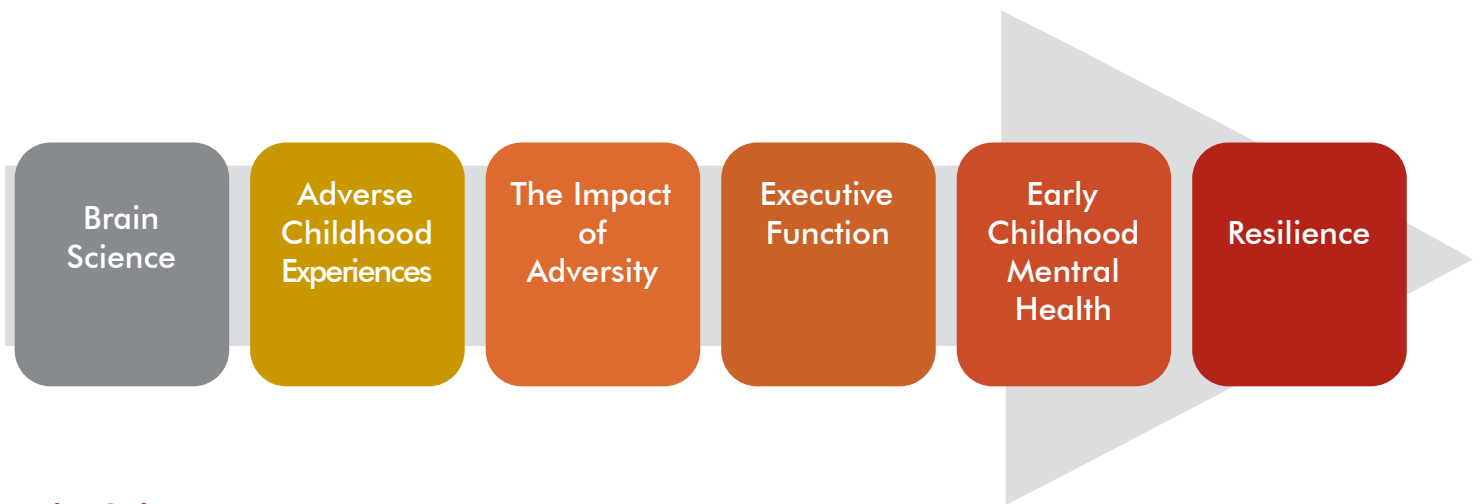 Brain
Science
Adverse
Childhood
Experiences
The Impact
of
Adversity
Executive
Function
Early
Childhood
Mentral
Health
Resilience